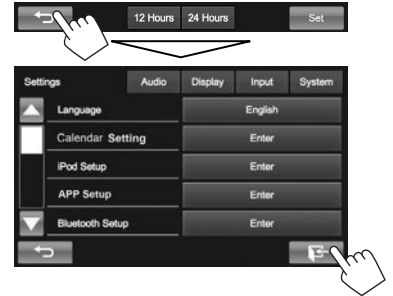 12 Hours 24 Hours Set
Settings Audio Display Input System
Language English
Calendar Setting Enter
iPod Setup Enter
APP Setup Enter
Bluetooth Setup Enter